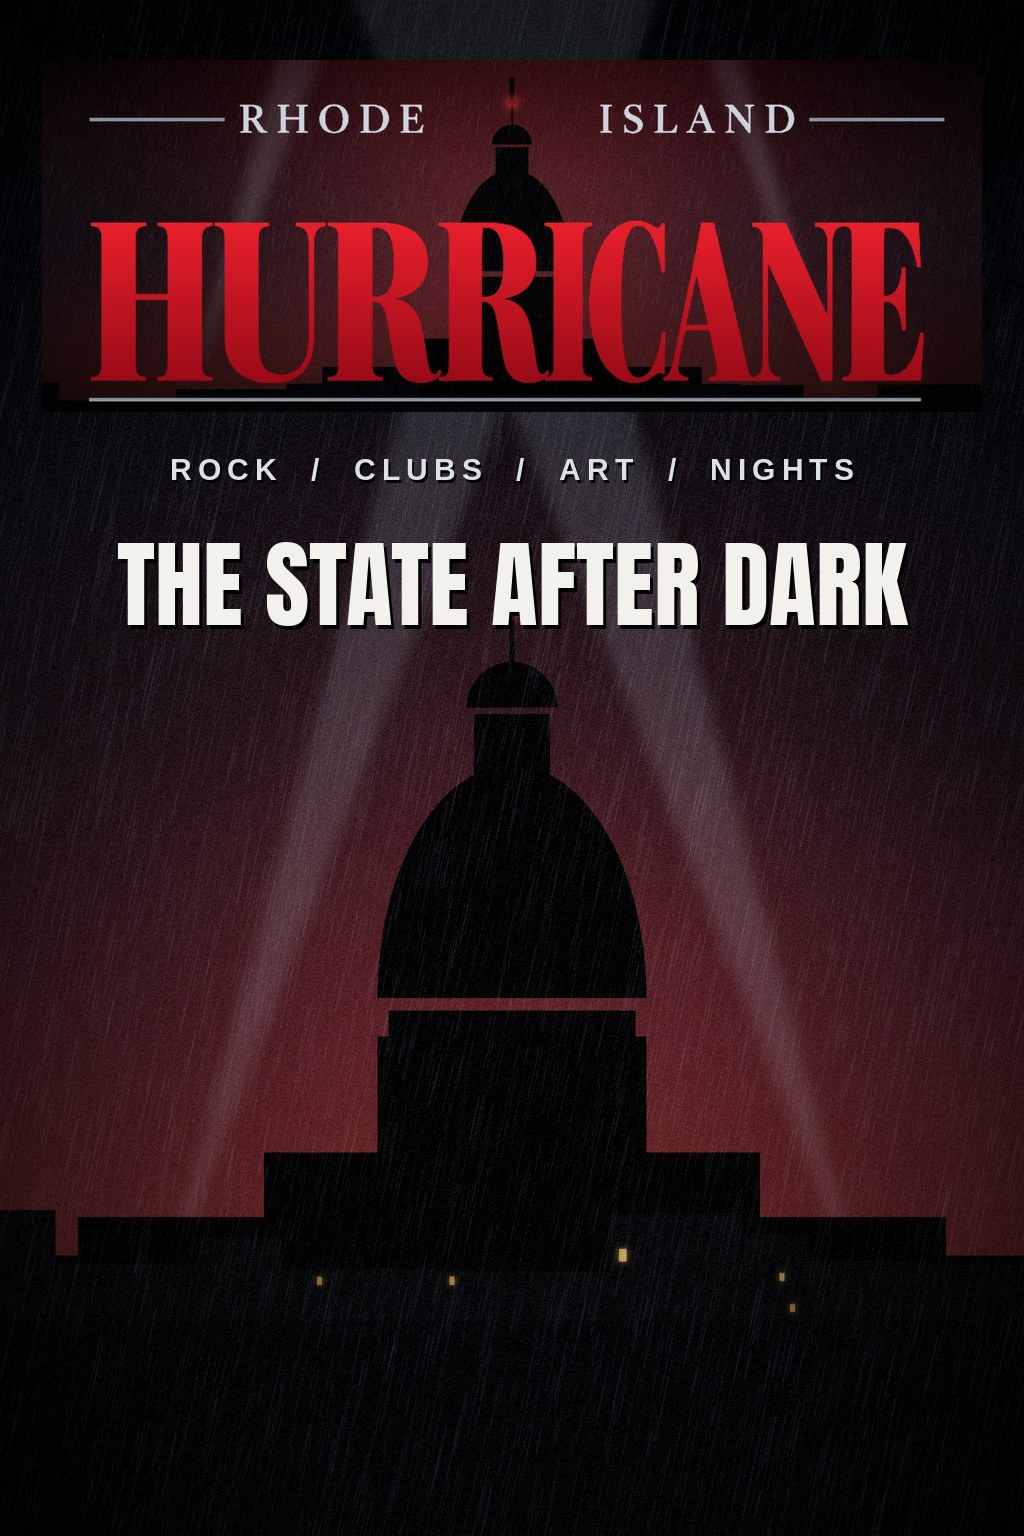 RHODE ISLAND
HURRICANE
ROCK / CLUBS / ART / NIGHTS
THE STATE AFTER DARK